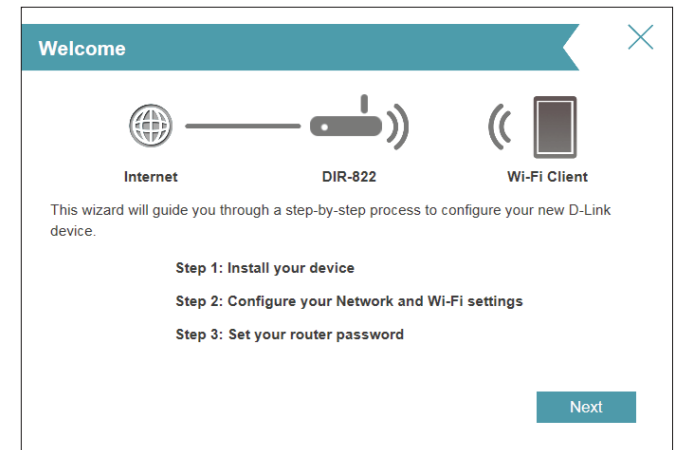 Welcome
Internet DIR-822 Wi-Fi Client
This wizard will guide you through a step-by-step process to configure your new D-Link
device.
Step 1: Install your device
Step 2: Configure your Network and Wi-Fi settings
Step 3: Set your router password
Next